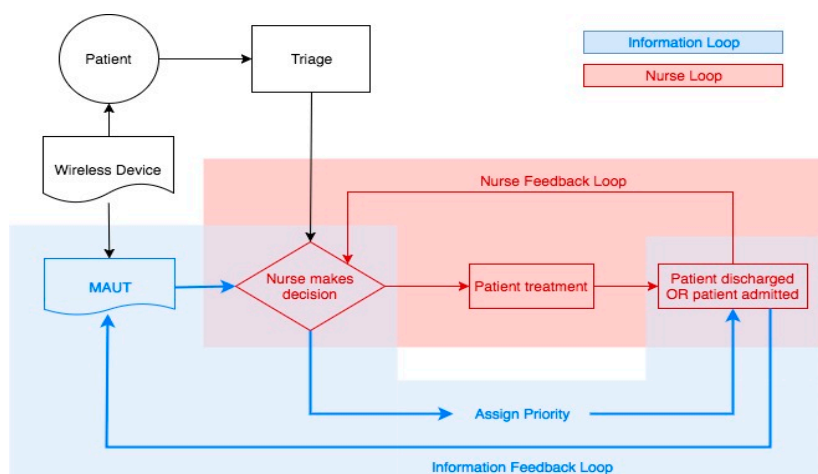 Patient
Triage
Information Loop
Nurse Loop
Wireless Device
Nurse Feedback Loop
MAUT
Nurse makes
decision
Patient treatment
Patient discharged
OR patient admitted
Assign Priority
Information Feedback Loop